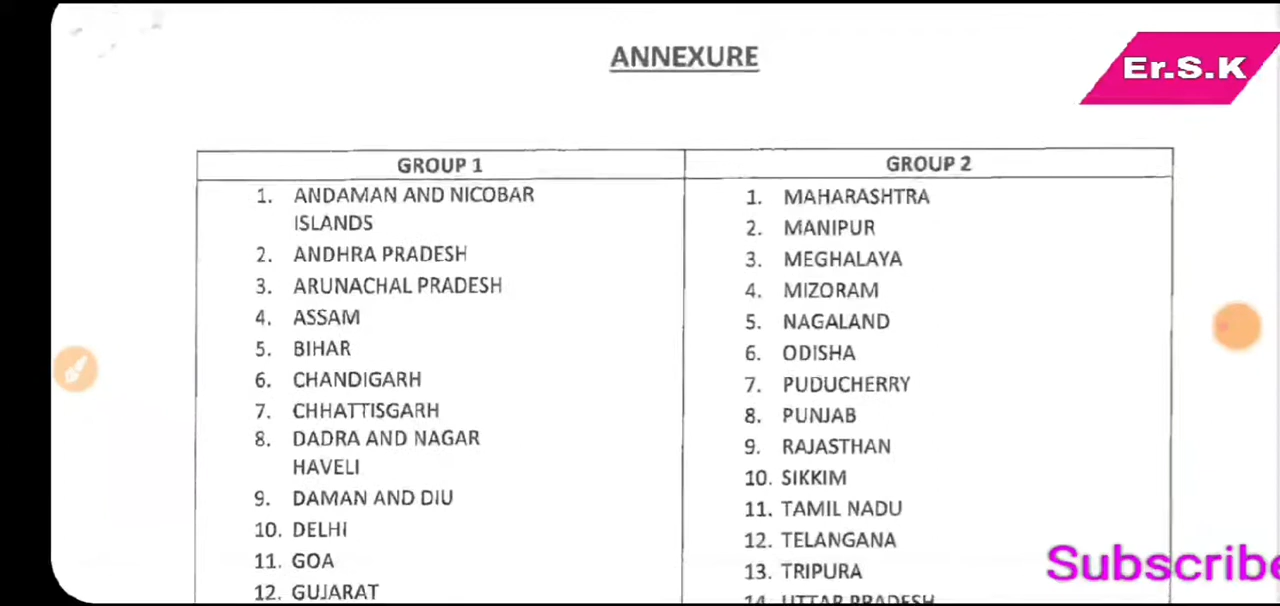 ANNEXURE
Er.S.K
GROUP 1
1. ANDAMAN AND NICOBAR
ISLANDS
2. ANDHRA PRADESH
3. ARUNACHAL PRADESH
4. ASSAM
5. BIHAR
6. CHANDIGARH
7. CHHATTISGARH
8. DADRA AND NAGAR
HAVELI
9. DAMAN AND DIU
10. DELHI
11. GOA
12. GUJARAT
GROUP 2
1. MAHARASHTRA
2. MANIPUR
3. MEGHALAYA
4. MIZORAM
5. NAGALAND
6. ODISHA
7. PUDUCHERRY
8. PUNJAB
9. RAJASTHAN
10. SIKKIM
11. TAMIL NADU
12. TELANGANA
13. TRIPURA
14. UTTAR PRADESH
Subscribe